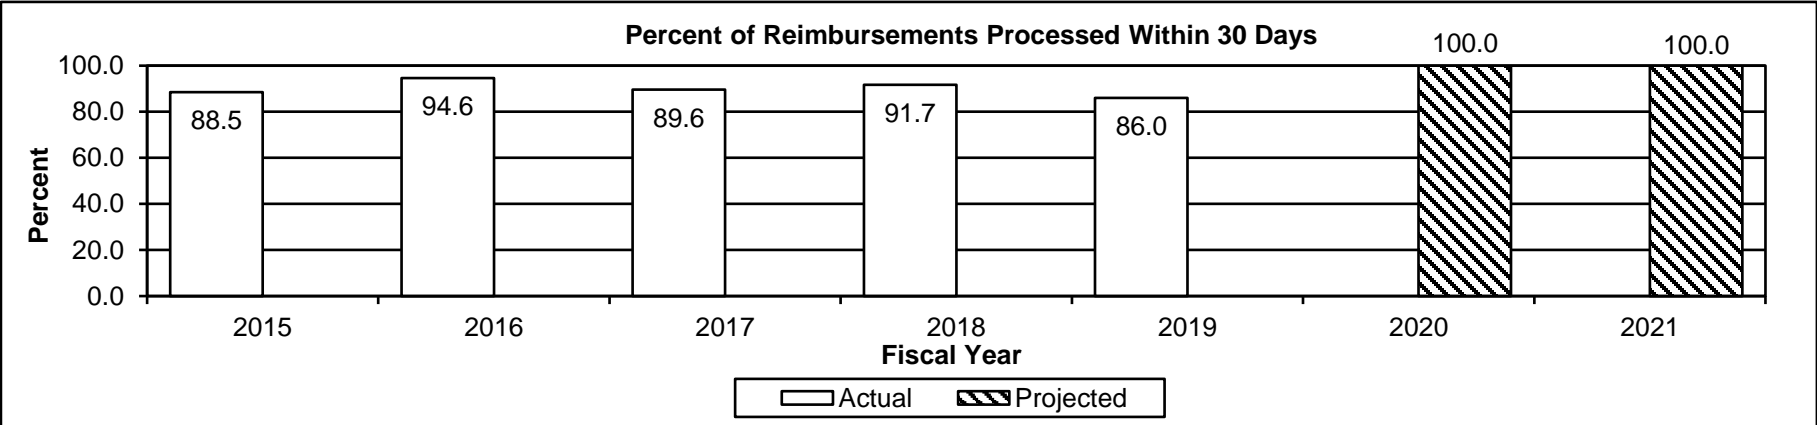 Percent of Reimbursements Processed Within 30 Days
100.0 100.0
100.0
80.0
60.0
40.0
20.0
0.0
Percent
88.5 94.6 89.6 91.7 86.0
2015 2016 2017 2018 2019 2020 2021
Fiscal Year
Actual Projected